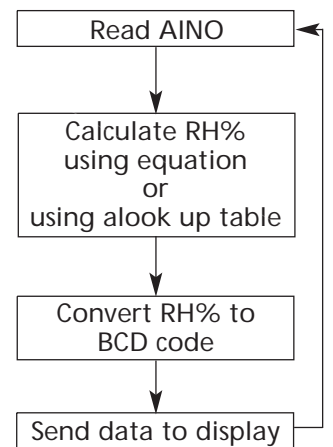 Read AINO
Calculate RH%
using equation
or
using alook up table
Convert RH% to
BCD code
Send data to display